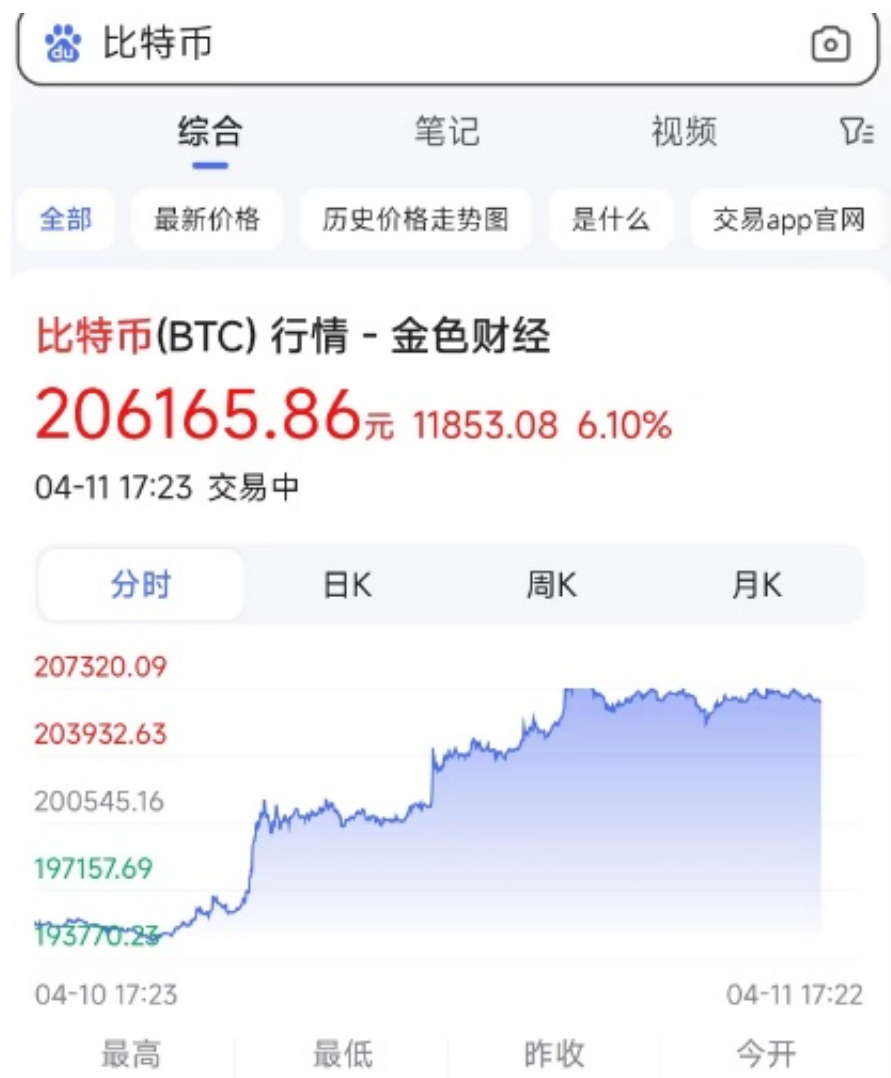 du 比特币
综合 笔记 视频
全部 最新价格 历史价格走势图 是什么 交易app官网
比特币(BTC) 行情 - 金色财经
206165.86元 11853.08 6.10%
04-11 17:23 交易中
分时 日K 周K 月K
207320.09
203932.63
200545.16
197157.69
193770.23
04-10 17:23 04-11 17:22
最高 最低 昨收 今开